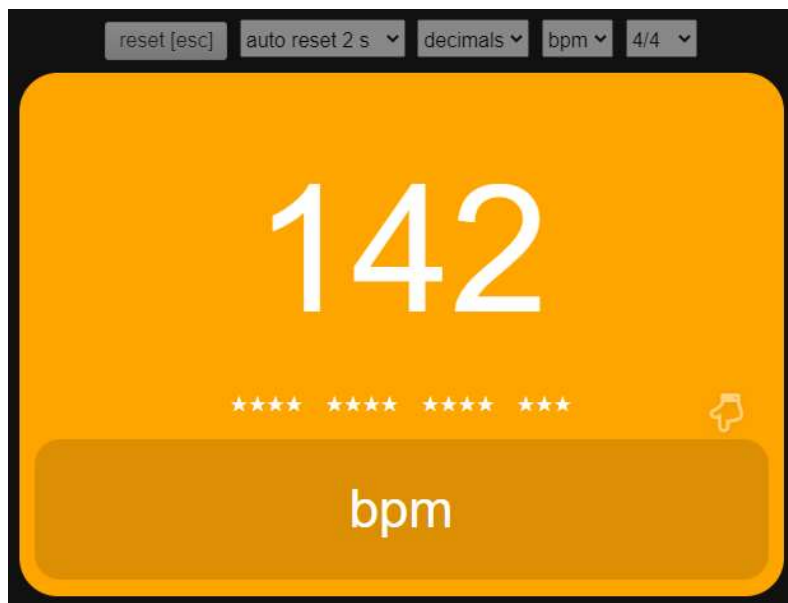 reset [esc] auto reset 2 s decimals bpm 4/4
142
★★★★ ★★★★ ★★★★ ★★★
bpm